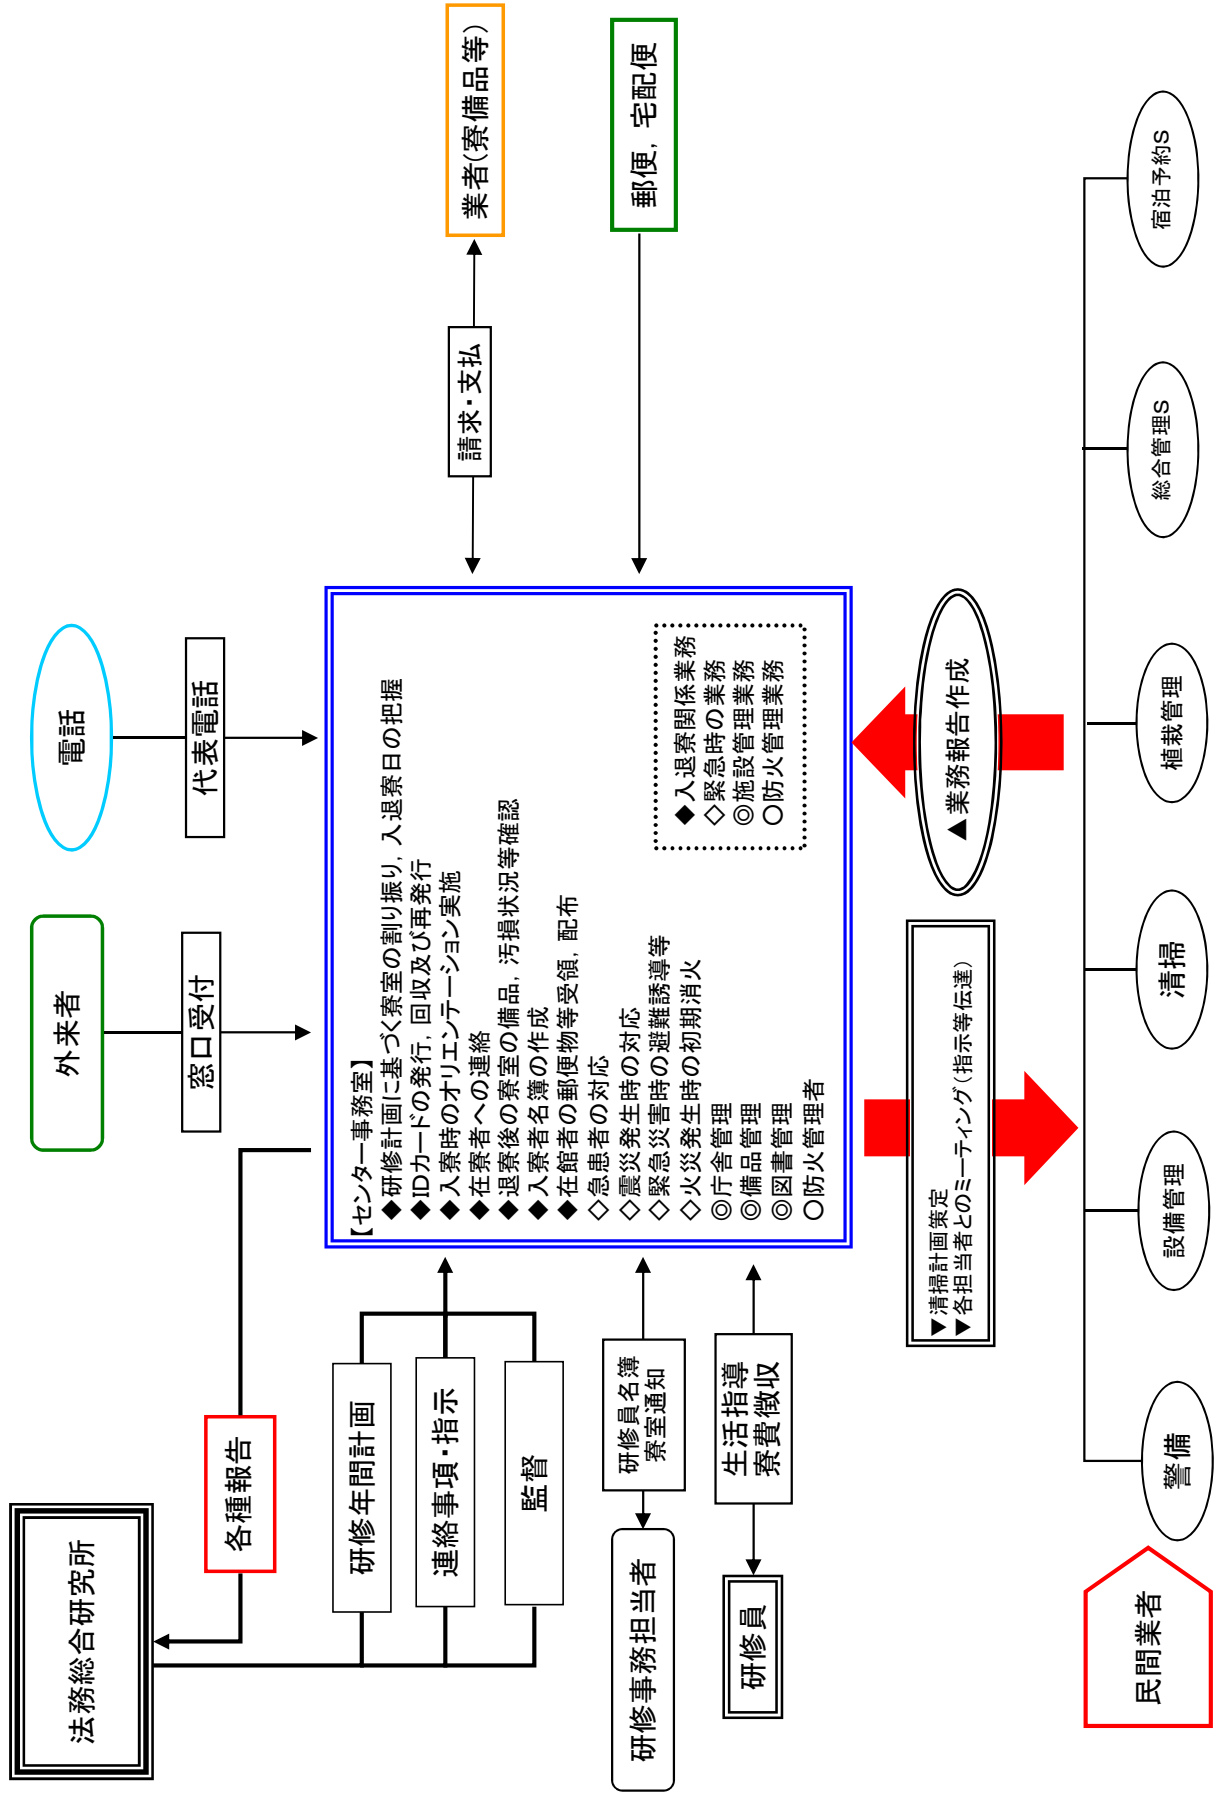 法務総合研究所
各種報告
外来者
窓口受付
電話
代表電話
業者(寮備品等)
請求・支払
郵便，宅配便
研修年間計画
連絡事項・指示
監督
研修員名簿
寮室通知
研修事務担当者
生活指導
寮費徴収
研修員
【センター事務室】
◆研修計画に基づく寮室の割り振り，入退寮日の把握
◆IDカードの発行，回収及び再発行
◆入寮時のオリエンテーション実施
◆在寮者への連絡
◆退寮後の寮室の備品，汚損状況等確認
◆入寮者名簿の作成
◆在館者の郵便物等受領，配布
◇急患者の対応
◇震災発生時の対応
◇緊急災害時の避難誘導等
◇火災発生時の初期消火
◎庁舎管理
◎備品管理
◎図書管理
○防火管理者
◆入退寮関係業務
◇緊急時の業務
◎施設管理業務
○防火管理業務
▼清掃計画策定
▼各担当者とのミーティング（指示等伝達）
▲業務報告作成
民間業者
警備
設備管理
清掃
植栽管理
総合管理S
宿泊予約S